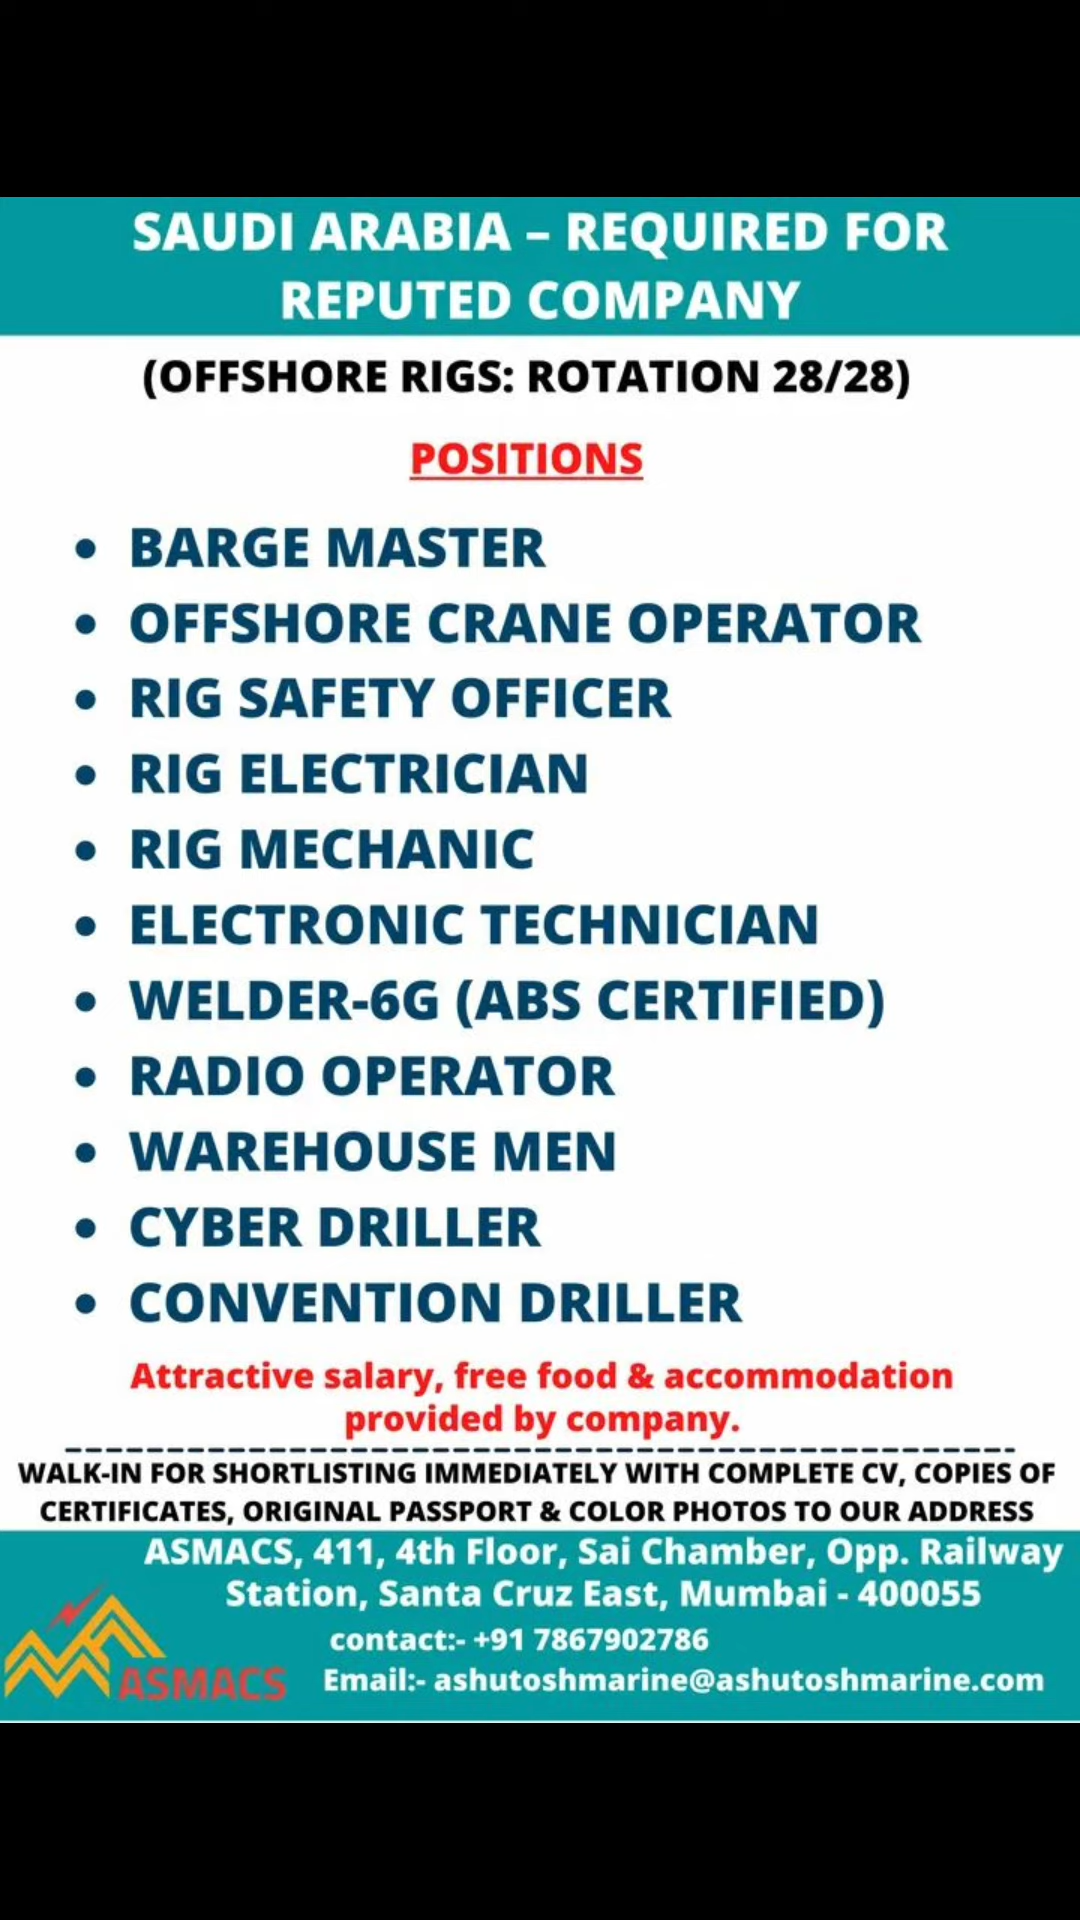 SAUDI ARABIA – REQUIRED FOR
REPUTED COMPANY
(OFFSHORE RIGS: ROTATION 28/28)
POSITIONS
• BARGE MASTER
• OFFSHORE CRANE OPERATOR
• RIG SAFETY OFFICER
• RIG ELECTRICIAN
• RIG MECHANIC
• ELECTRONIC TECHNICIAN
• WELDER-6G (ABS CERTIFIED)
• RADIO OPERATOR
• WAREHOUSE MEN
• CYBER DRILLER
• CONVENTION DRILLER
Attractive salary, free food & accommodation
provided by company.
WALK-IN FOR SHORTLISTING IMMEDIATELY WITH COMPLETE CV, COPIES OF
CERTIFICATES, ORIGINAL PASSPORT & COLOR PHOTOS TO OUR ADDRESS
ASMACS, 411, 4th Floor, Sai Chamber, Opp. Railway
Station, Santa Cruz East, Mumbai - 400055
contact:- +91 7867902786
Email:- ashutoshmarine@ashutoshmarine.com
ASMACS